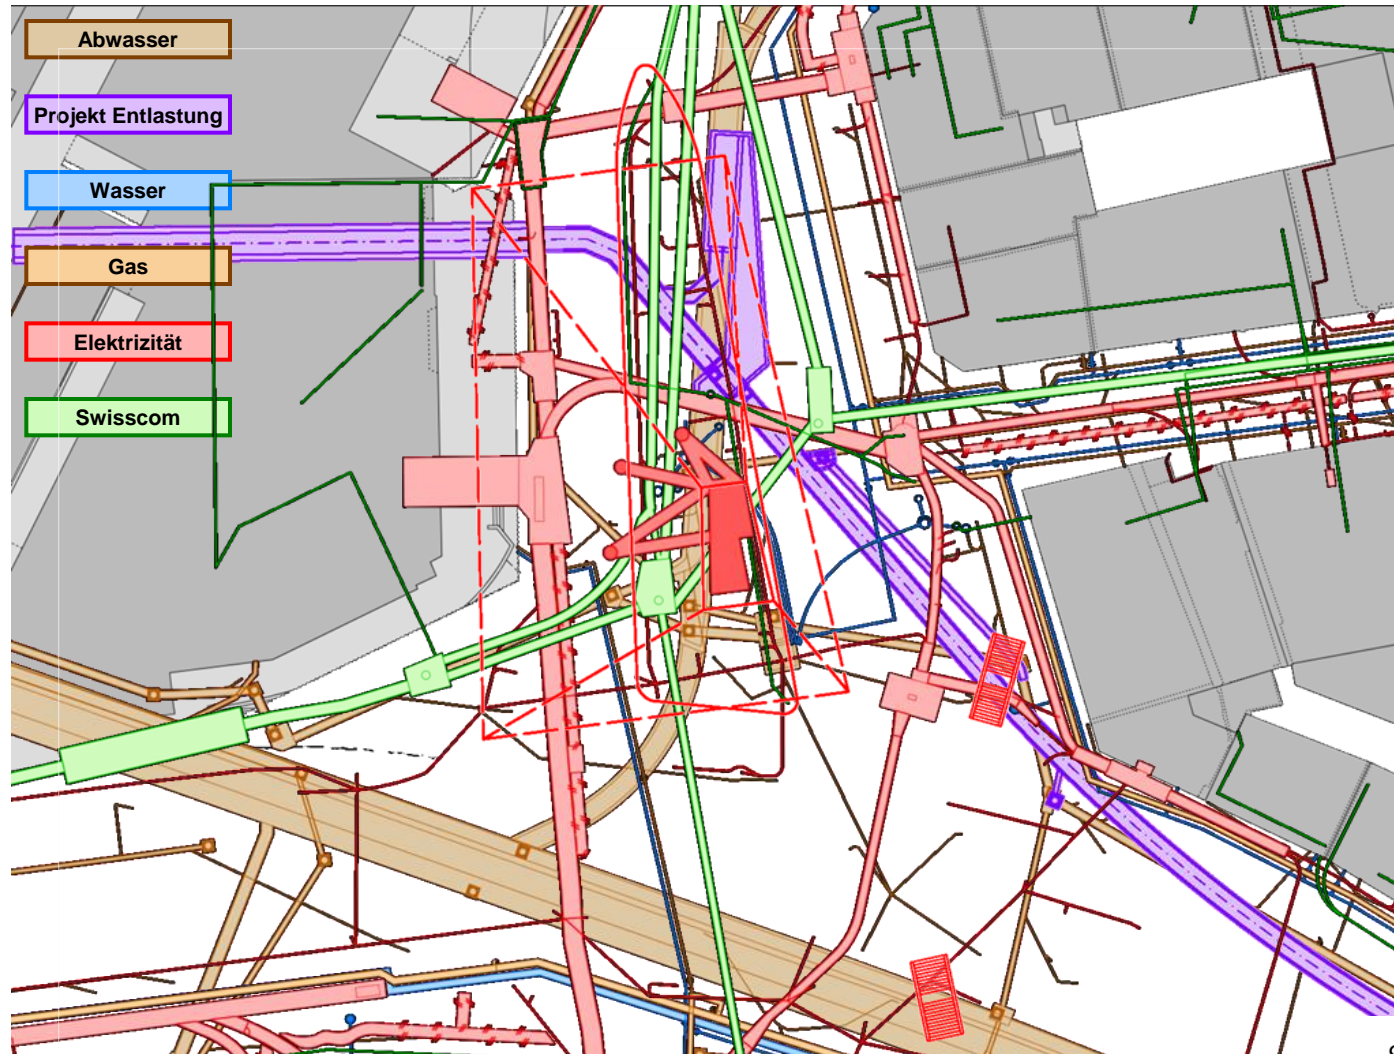 Abwasser
Projekt Entlastung
Wasser
Gas
Elektrizität
Swisscom